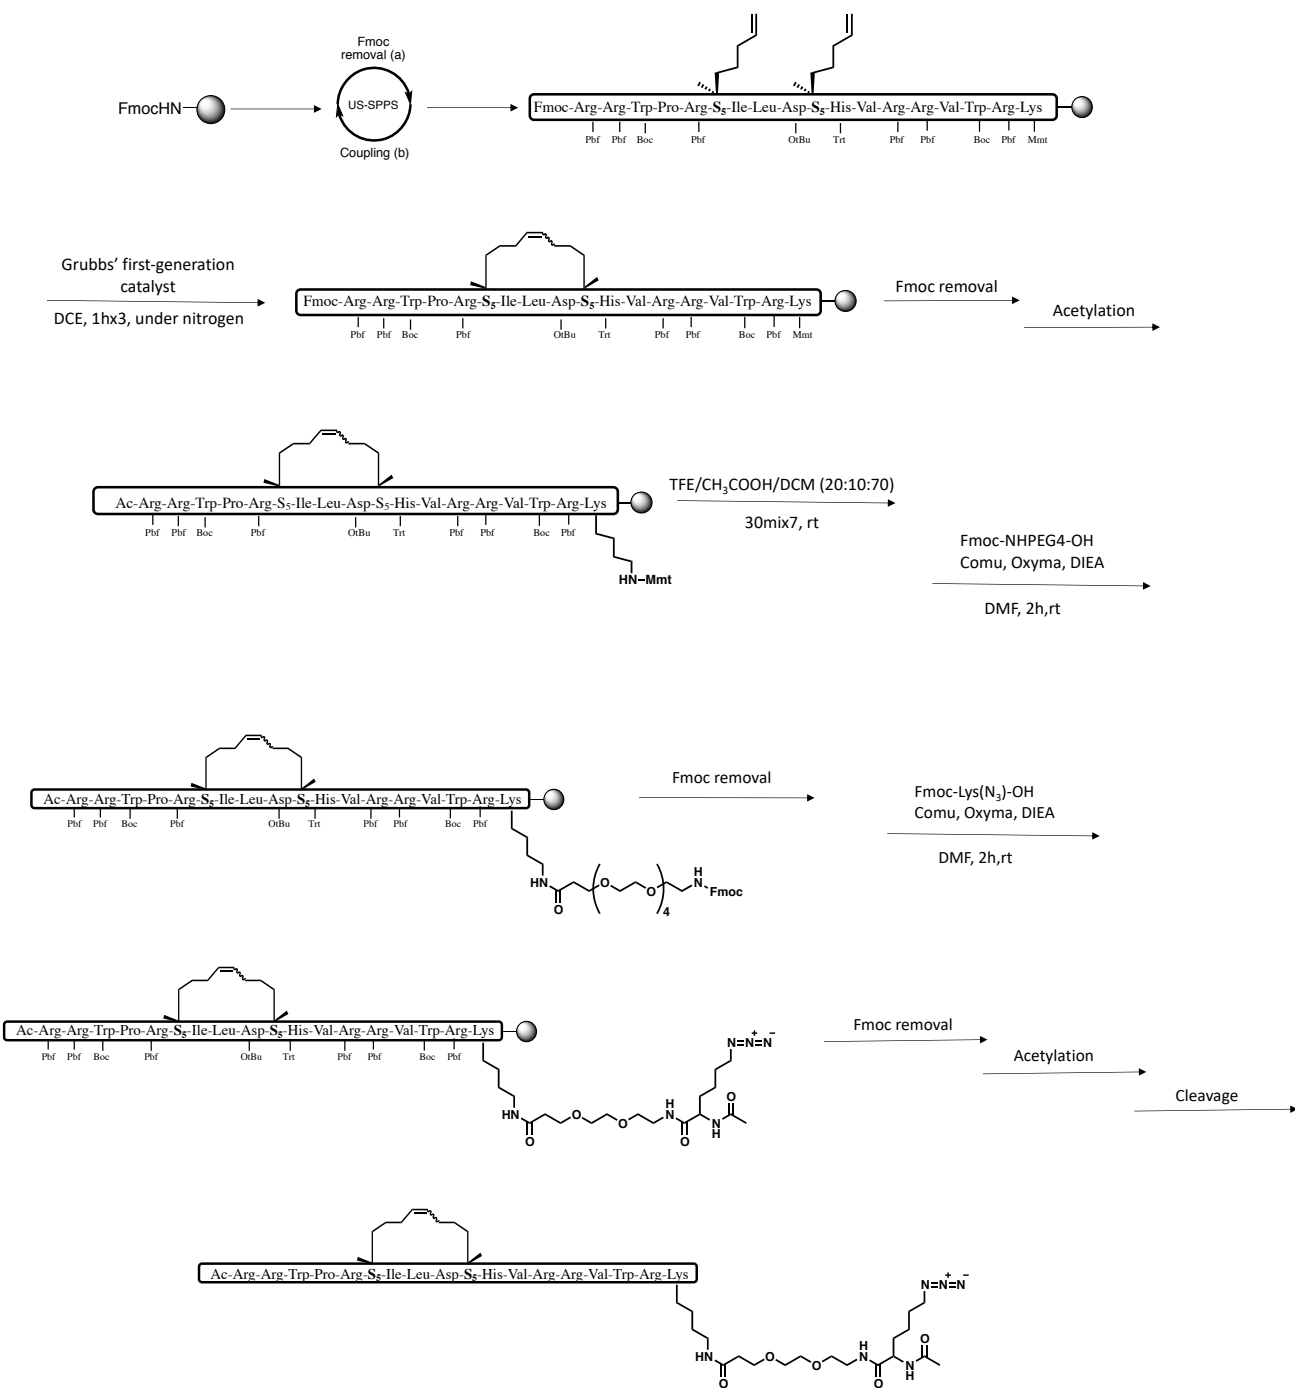 Fmoc
removal (a)
FmocHN
US-SPPS
Coupling (b)
Fmoc-Arg-Arg-Trp-Pro-Arg-S5-Ile-Leu-Asp-S5-His-Val-Arg-Arg-Val-Trp-Arg-Lys
Pbf Pbf Boc Pbf OtBu Trt Pbf Pbf Boc Pbf Mmt
Grubbs' first-generation
catalyst
DCE, 1hx3, under nitrogen
Fmoc-Arg-Arg-Trp-Pro-Arg-S5-Ile-Leu-Asp-S5-His-Val-Arg-Arg-Val-Trp-Arg-Lys
Pbf Pbf Boc Pbf OtBu Trt Pbf Pbf Boc Pbf Mmt
Fmoc removal
Acetylation
Ac-Arg-Arg-Trp-Pro-Arg-S5-Ile-Leu-Asp-S5-His-Val-Arg-Arg-Val-Trp-Arg-Lys
Pbf Pbf Boc Pbf OtBu Trt Pbf Pbf Boc Pbf
HN-Mmt
TFE/CH3COOH/DCM (20:10:70)
30mix7, rt
Fmoc-NHPEG4-OH
Comu, Oxyma, DIEA
DMF, 2h,rt
Ac-Arg-Arg-Trp-Pro-Arg-S5-Ile-Leu-Asp-S5-His-Val-Arg-Arg-Val-Trp-Arg-Lys
Pbf Pbf Boc Pbf OtBu Trt Pbf Pbf Boc Pbf
HN O O O 4 H N Fmoc
Fmoc removal
Fmoc-Lys(N3)-OH
Comu, Oxyma, DIEA
DMF, 2h,rt
Ac-Arg-Arg-Trp-Pro-Arg-S5-Ile-Leu-Asp-S5-His-Val-Arg-Arg-Val-Trp-Arg-Lys
Pbf Pbf Boc Pbf OtBu Trt Pbf Pbf Boc Pbf
N=N=N + −
HN O O O H N O N H O
Fmoc removal
Acetylation
Cleavage
Ac-Arg-Arg-Trp-Pro-Arg-S5-Ile-Leu-Asp-S5-His-Val-Arg-Arg-Val-Trp-Arg-Lys
N=N=N + −
HN O O O H N O N H O